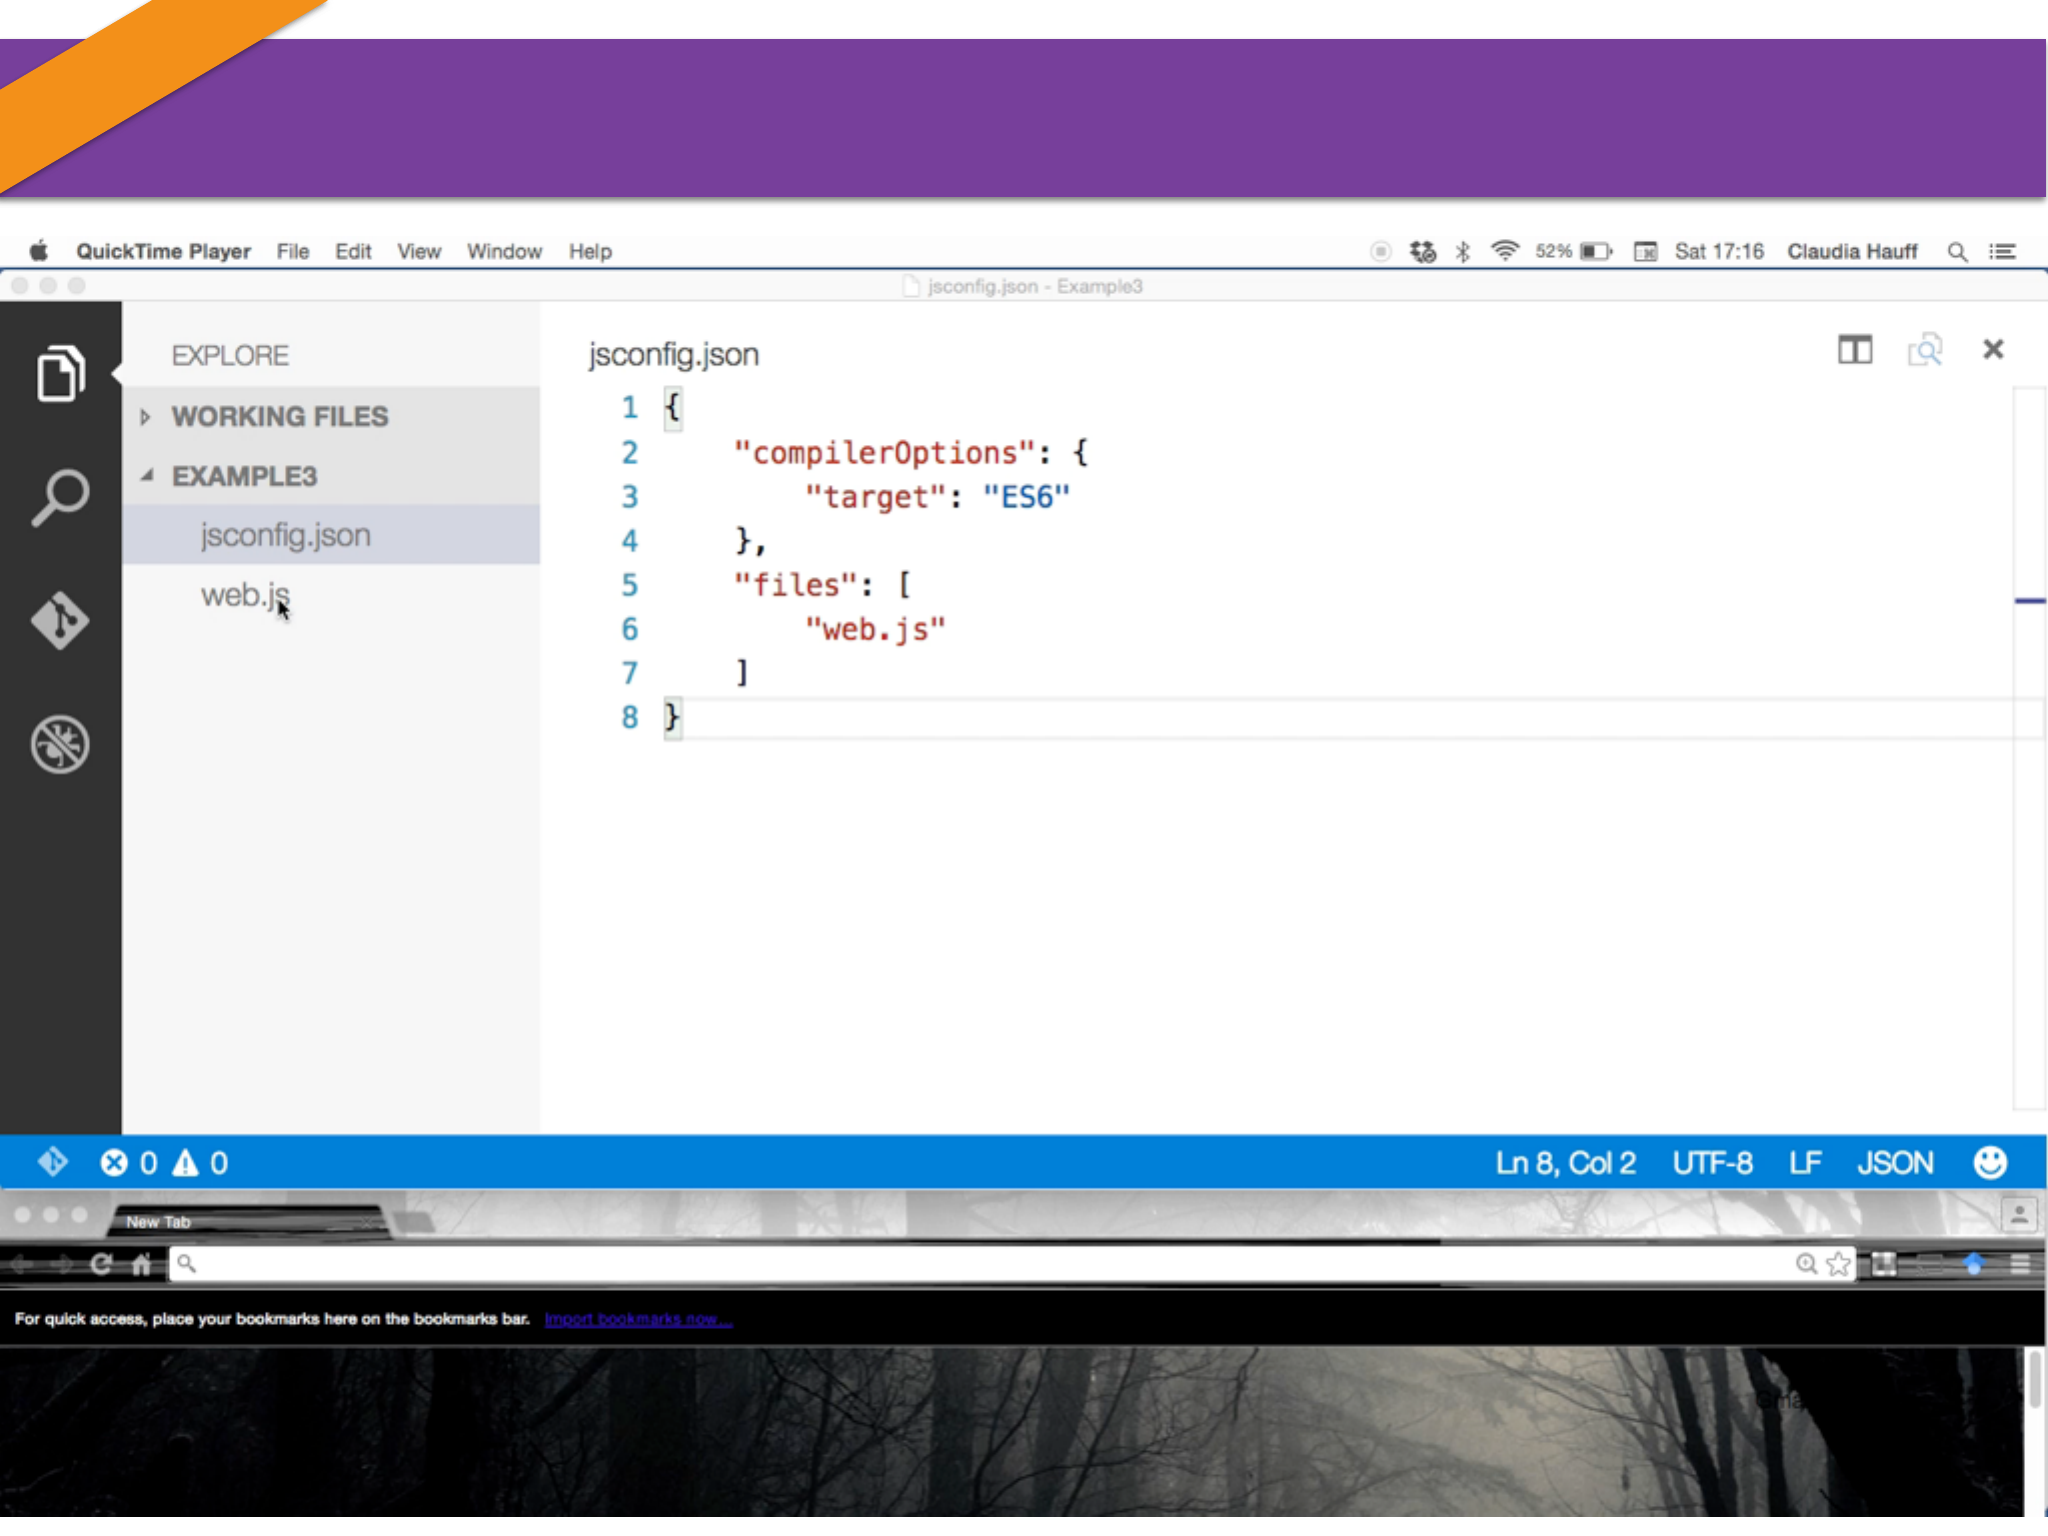 QuickTime Player File Edit View Window Help 52% Sat 17:16 Claudia Hauff
jsconfig.json - Example3
EXPLORE
WORKING FILES
EXAMPLE3
jsconfig.json
web.js
jsconfig.json
1 {
2     "compilerOptions": {
3         "target": "ES6"
4     },
5     "files": [
6         "web.js"
7     ]
8 }
0 0 Ln 8, Col 2 UTF-8 LF JSON
New Tab
For quick access, place your bookmarks here on the bookmarks bar. Import bookmarks now...